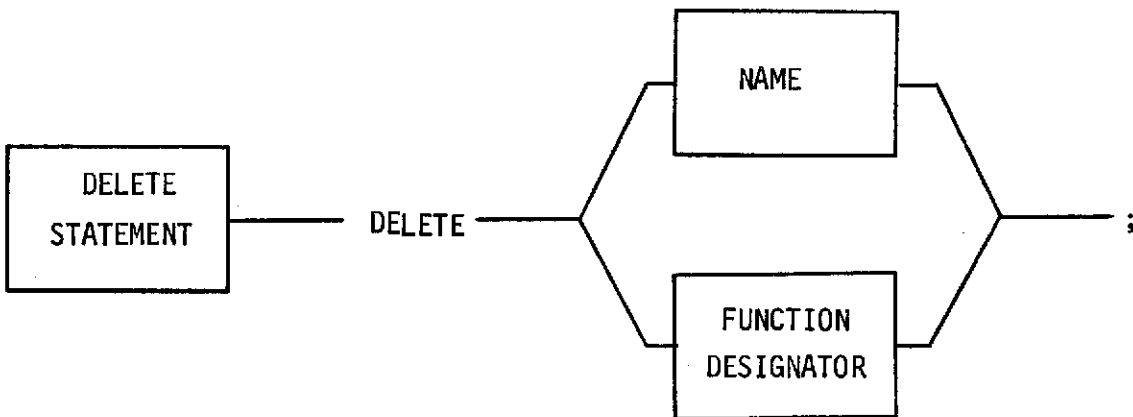 DELETE
STATEMENT
DELETE
NAME
FUNCTION
DESIGNATOR
;